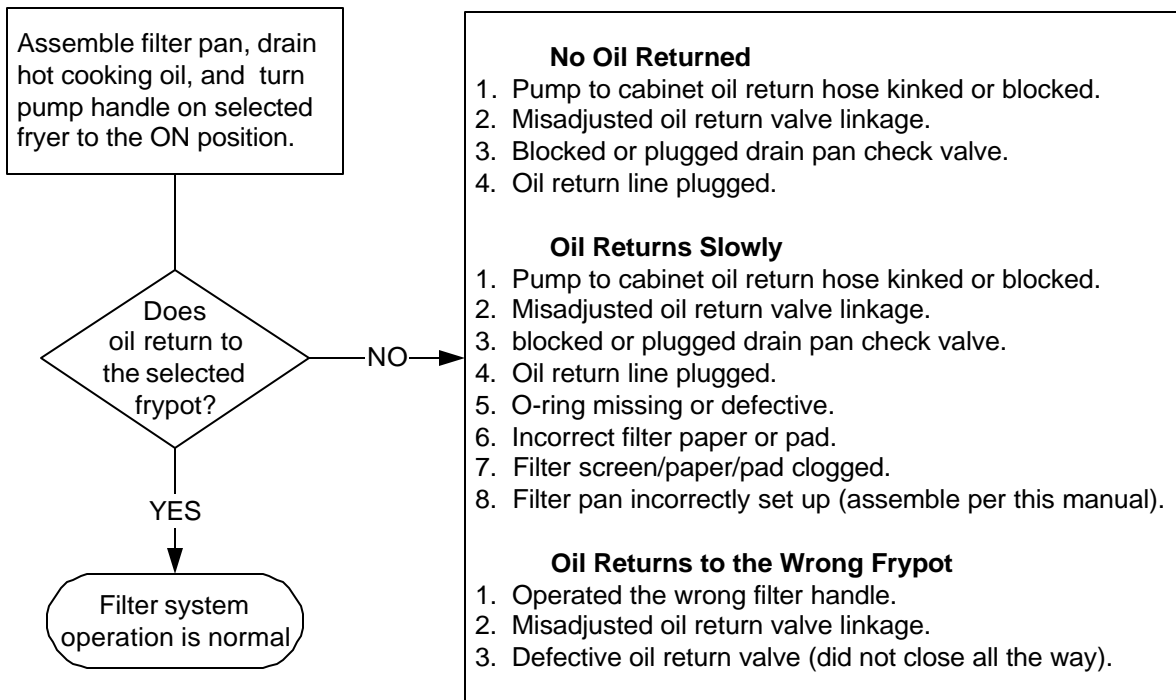 Assemble filter pan, drain
hot cooking oil, and turn
pump handle on selected
fryer to the ON position.
Does
oil return to
the selected
frypot?
NO
YES
Filter system
operation is normal
No Oil Returned
1. Pump to cabinet oil return hose kinked or blocked.
2. Misadjusted oil return valve linkage.
3. Blocked or plugged drain pan check valve.
4. Oil return line plugged.
Oil Returns Slowly
1. Pump to cabinet oil return hose kinked or blocked.
2. Misadjusted oil return valve linkage.
3. blocked or plugged drain pan check valve.
4. Oil return line plugged.
5. O-ring missing or defective.
6. Incorrect filter paper or pad.
7. Filter screen/paper/pad clogged.
8. Filter pan incorrectly set up (assemble per this manual).
Oil Returns to the Wrong Frypot
1. Operated the wrong filter handle.
2. Misadjusted oil return valve linkage.
3. Defective oil return valve (did not close all the way).